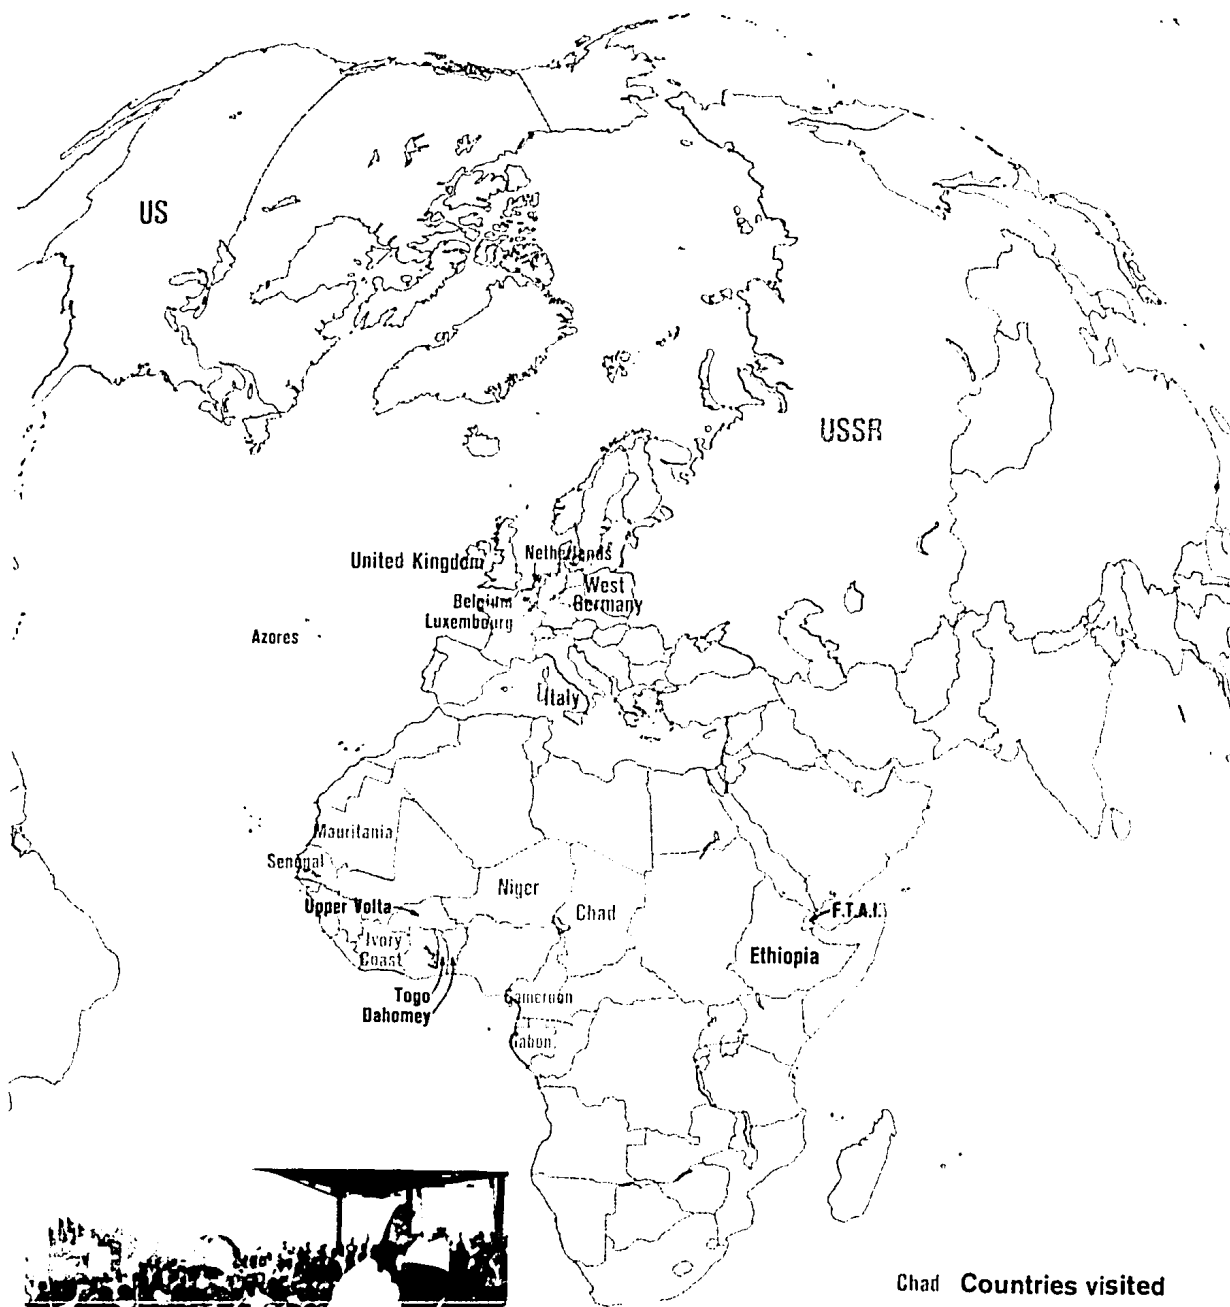 US
USSR
United Kingdom
Netherlands
West
Germany
Belgium
Luxembourg
Azores
Italy
Mauritania
Senegal
Niger
Upper Volta
Chad
F.T.A.I.
Ivory
Coast
Ethiopia
Togo
Dahomey
Cameroon
Gabon
Chad Countries visited